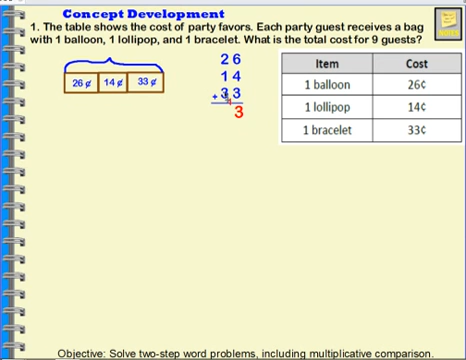 Concept Development
1. The table shows the cost of party favors. Each party guest receives a bag
with 1 balloon, 1 lollipop, and 1 bracelet. What is the total cost for 9 guests?
26 ¢ 14 ¢ 33 ¢
26
14
+ 33
3
Item Cost
1 balloon 26¢
1 lollipop 14¢
1 bracelet 33¢
Objective: Solve two-step word problems, including multiplicative comparison.